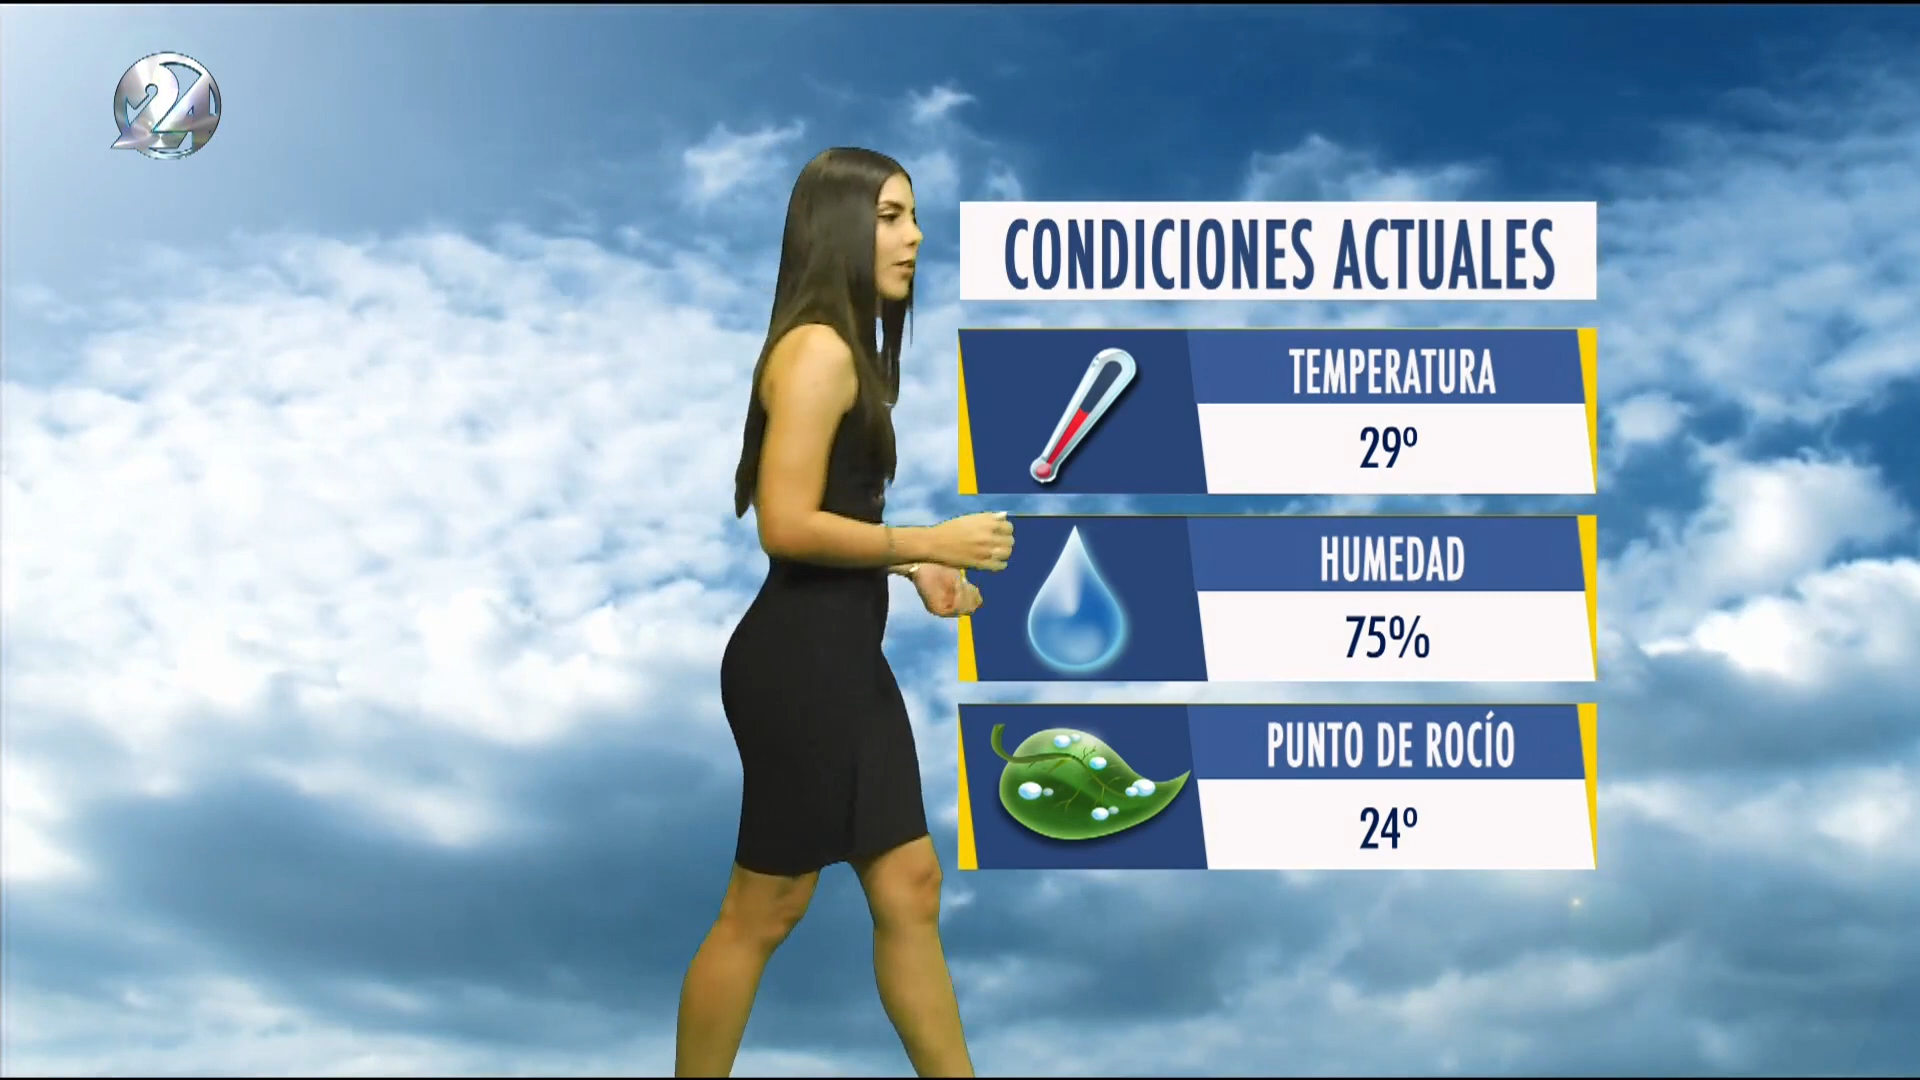 24
CONDICIONES ACTUALES
TEMPERATURA
29º
HUMEDAD
75%
PUNTO DE ROCÍO
24º